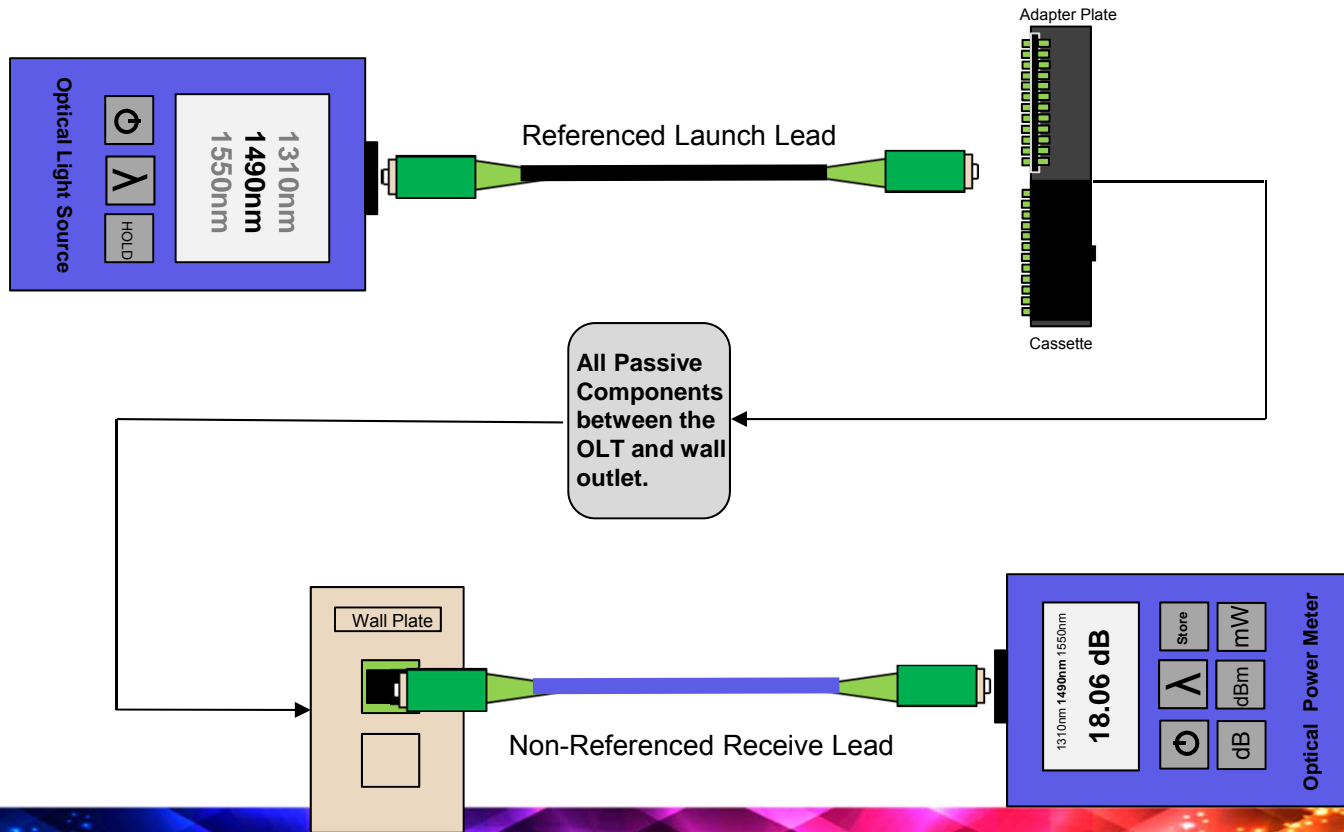 Adapter Plate
Optical Light Source
HOLD
1310nm
1490nm
1550nm
Referenced Launch Lead
Cassette
All Passive
Components
between the
OLT and wall
outlet.
Wall Plate
Non-Referenced Receive Lead
1310nm 1490nm 1550nm
18.06 dB
Store
mW
λ
dBm
dB
Optical Power Meter